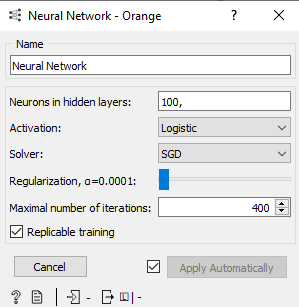 Neural Network - Orange ? ×
Name
Neural Network
Neurons in hidden layers: 100,
Activation: Logistic
Solver: SGD
Regularization, α=0.0001:
Maximal number of iterations: 400
Replicable training
Cancel Apply Automatically
? - - | -